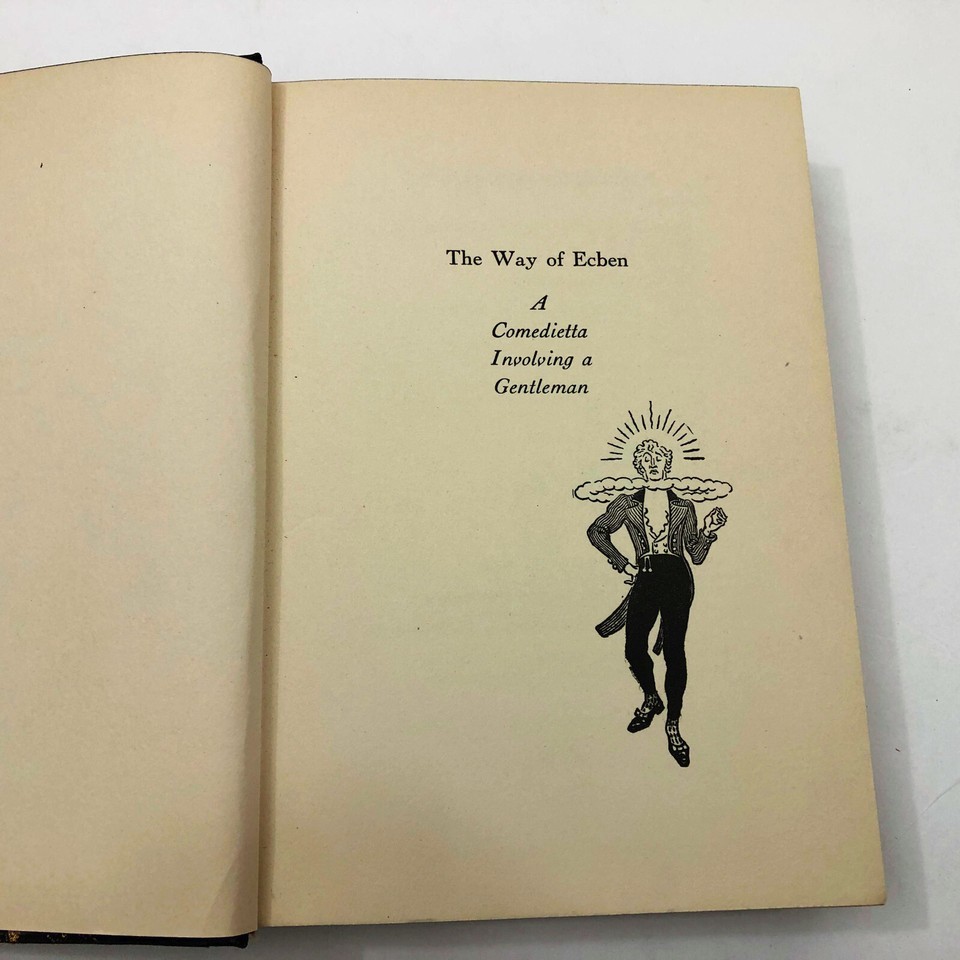 The Way of Ecben
A
Comedietta
Involving a
Gentleman